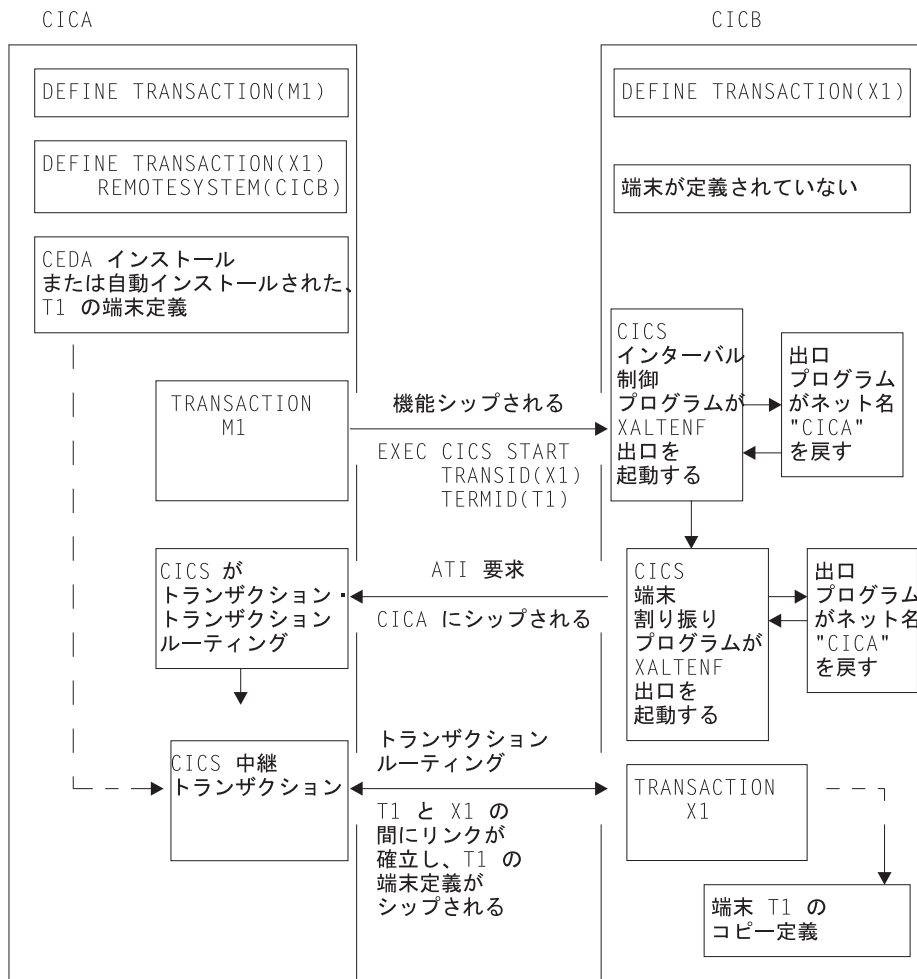 CICA
CICB
DEFINE TRANSACTION(M1)
DEFINE TRANSACTION(X1)
DEFINE TRANSACTION(X1)
REMOTESYSTEM(CICB)
端末が定義されていない
CEDA インストール
または自動インストールされた、
T1 の端末定義
TRANSACTION
M1
機能シップされる
EXEC CICS START
TRANSID(X1)
TERMID(T1)
CICS
インターバル
制御
プログラムが
XALTENF
出口を
起動する
出口
プログラム
がネット名
"CICA"
を戻す
CICS が
トランザクション・
トランザクション
ルーティング
ATI 要求
CICA にシップされる
CICS
端末
割り振り
プログラムが
XALTENF
出口を
起動する
出口
プログラム
がネット名
"CICA"
を戻す
CICS 中継
トランザクション
トランザクション
ルーティング
T1 と X1 の
間にリンクが
確立し、T1 の
端末定義が
シップされる
TRANSACTION
X1
端末 T1 の
コピー定義